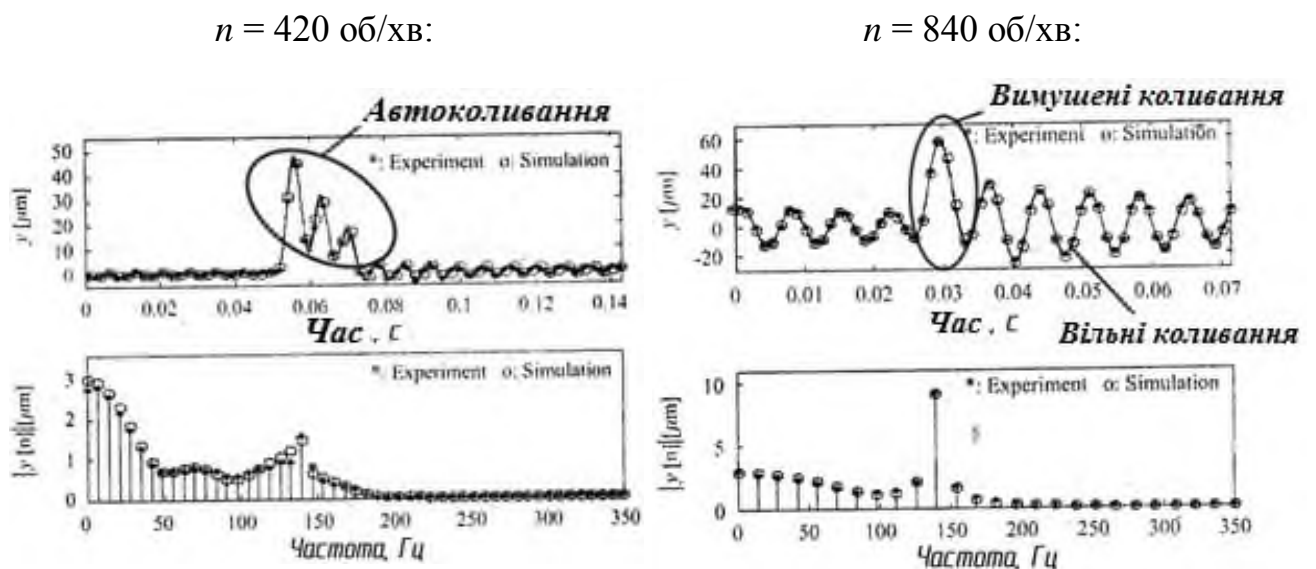 n = 420 об/хв:
n = 840 об/хв:
Автоколивання
*: Experiment o: Simulation
y [μm]
50
40
30
20
10
0
0 0.02 0.04 0.06 0.08 0.1 0.12 0.14
Час , с
*: Experiment o: Simulation
|y [n]|[μm]
3
2
1
0
0 50 100 150 200 250 300 350
Частота, Гц
Вимушені коливання
*: Experiment o: Simulation
y [μm]
60
40
20
0
-20
0 0.01 0.02 0.03 0.04 0.05 0.06 0.07
Час , с
Вільні коливання
*: Experiment o: Simulation
|y [n]|[μm]
10
5
0
0 50 100 150 200 250 300 350
Частота, Гц